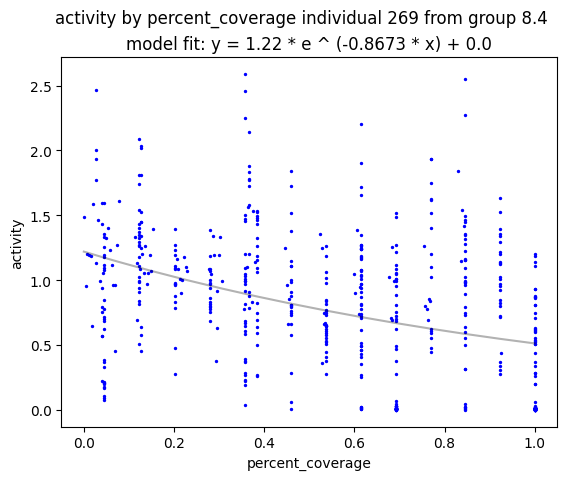 activity by percent_coverage individual 269 from group 8.4
model fit: y = 1.22 * e ^ (-0.8673 * x) + 0.0
2.5
2.0
1.5
1.0
0.5
0.0
activity
0.0 0.2 0.4 0.6 0.8 1.0
percent_coverage